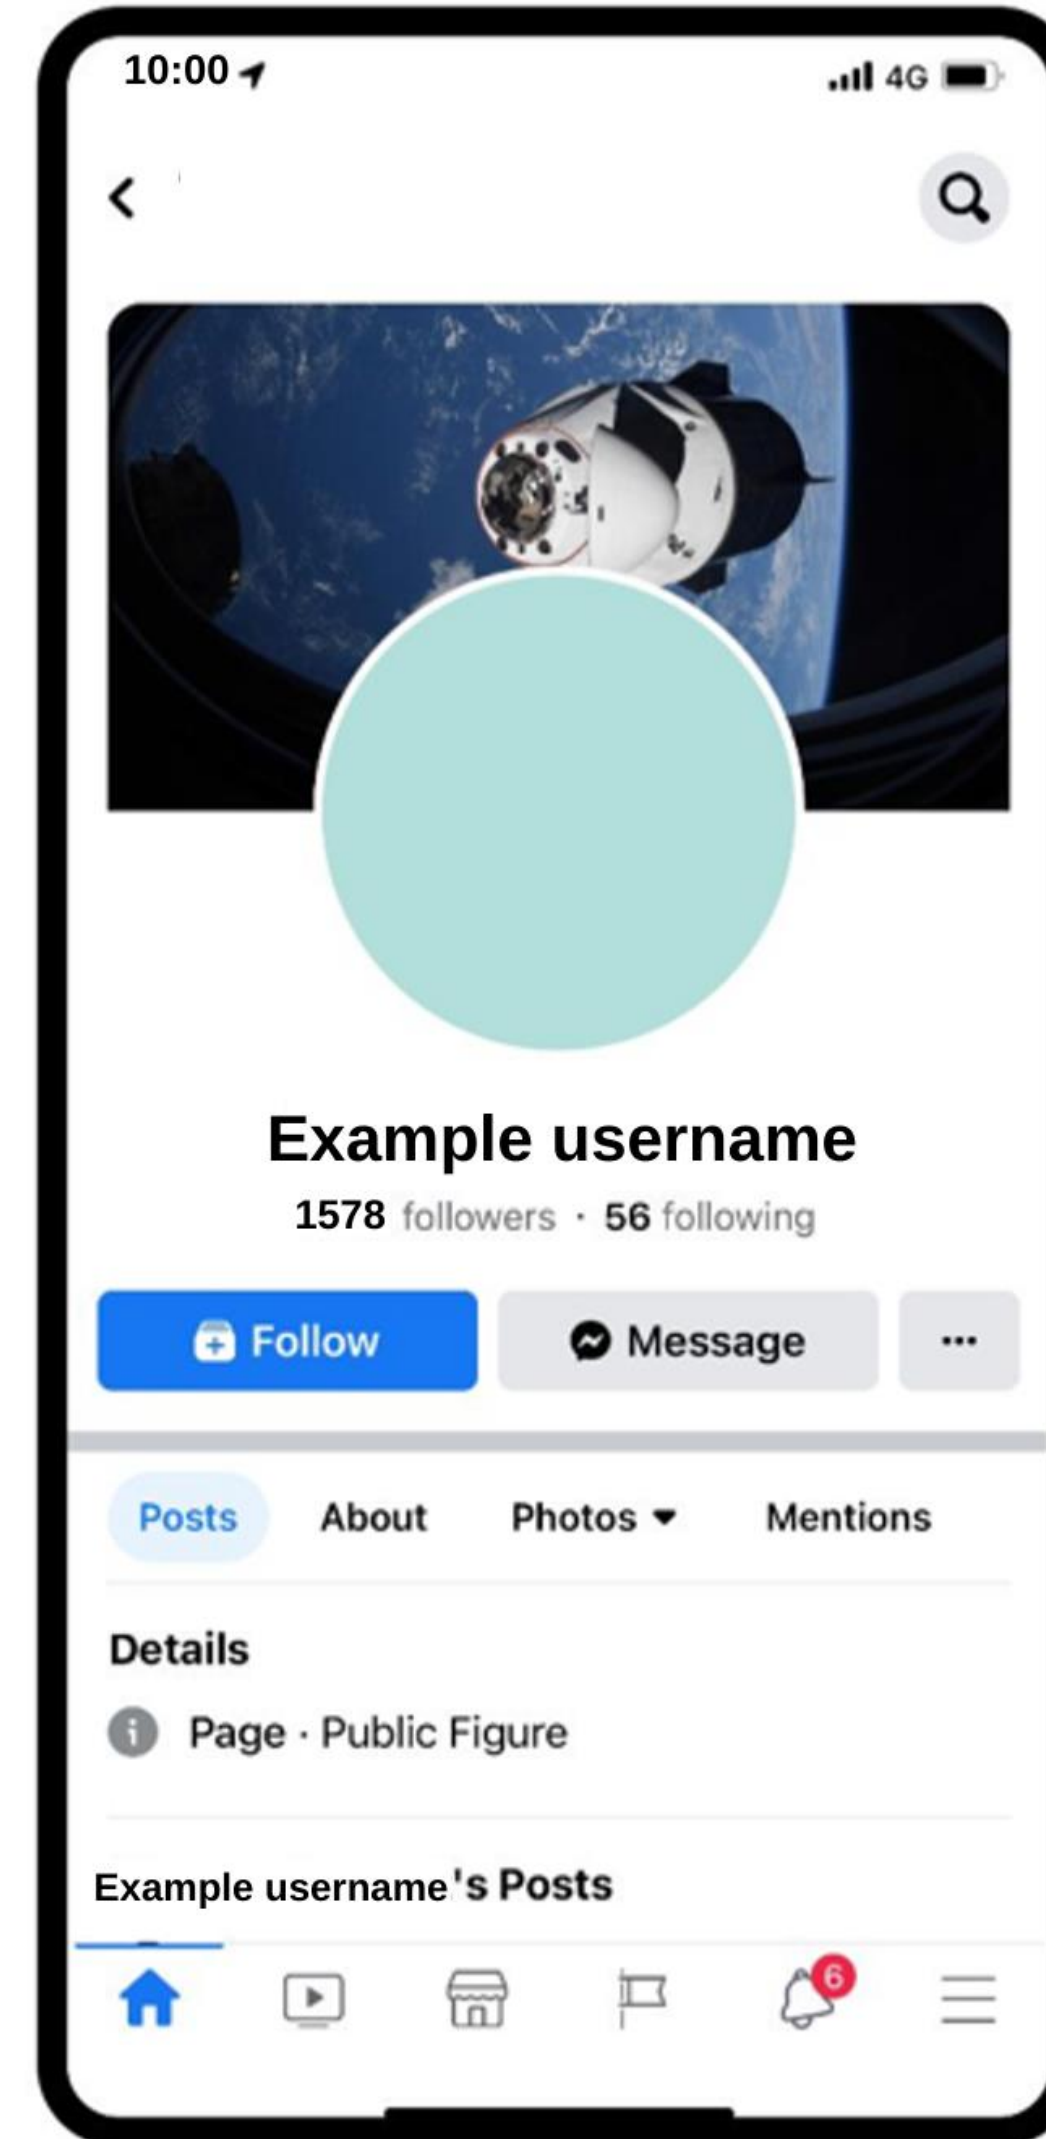 10:00 4G
Example username
1578 followers · 56 following
Follow Message ...
Posts About Photos Mentions
Details
Page · Public Figure
Example username's Posts
6